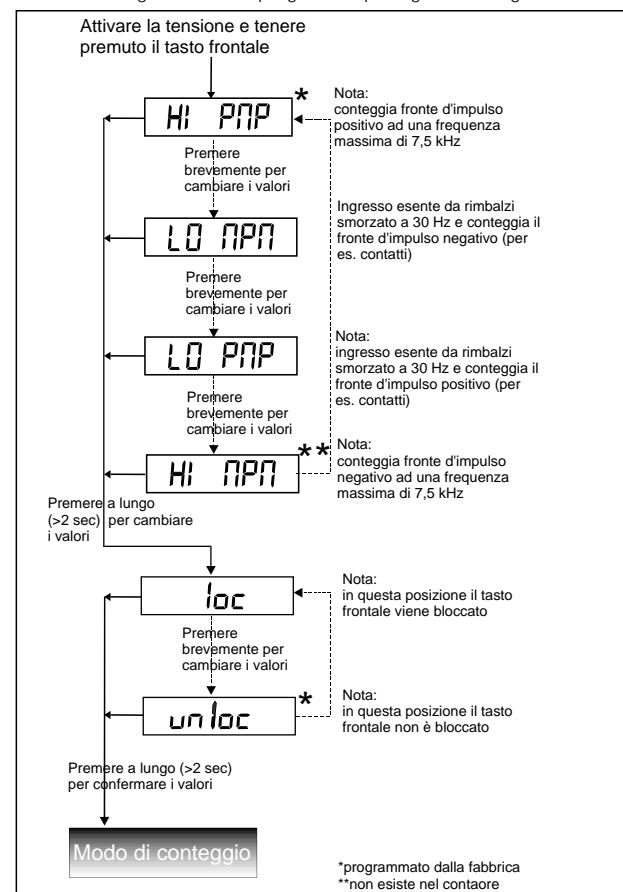 Attivare la tensione e tenere
premuto il tasto frontale
HI PNP *
Nota:
conteggia fronte d'impulso
positivo ad una frequenza
massima di 7,5 kHz
Premere
brevemente per
cambiare i valori
LO NPN
Ingresso esente da rimbalzi
smorzato a 30 Hz e conteggia il
fronte d'impulso negativo (per
es. contatti)
Premere
brevemente per
cambiare i valori
LO PNP
Nota:
ingresso esente da rimbalzi
smorzato a 30 Hz e conteggia il
fronte d'impulso positivo (per
es. contatti)
Premere
brevemente per
cambiare i valori
HI NPN **
Nota:
conteggia fronte d'impulso
negativo ad una frequenza
massima di 7,5 kHz
Premere a lungo
(>2 sec) per cambiare
i valori
loc
Nota:
in questa posizione il tasto
frontale viene bloccato
Premere
brevemente per
cambiare i valori
unloc *
Nota:
in questa posizione il tasto
frontale non è bloccato
Premere a lungo (>2 sec)
per confermare i valori
Modo di conteggio
*programmato dalla fabbrica
**non esiste nel contaore